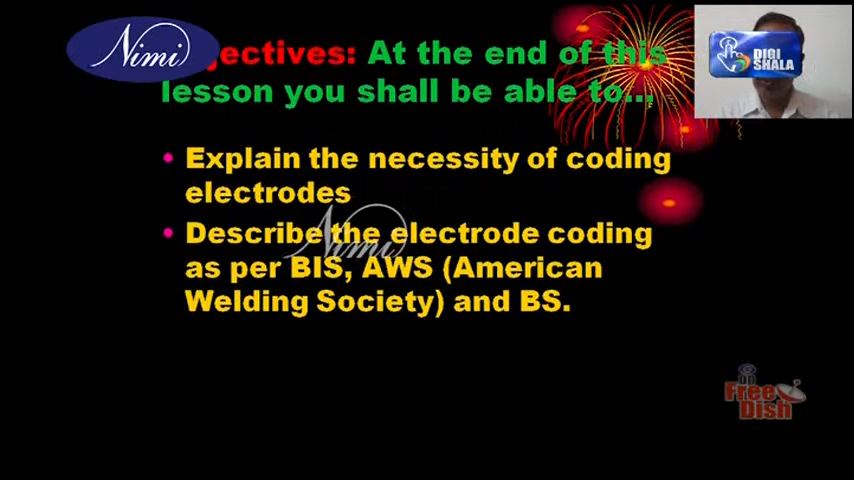 Nimi
jectives: At the end of this
lesson you shall be able to...
DIGI
SHALA
• Explain the necessity of coding
electrodes
• Describe the electrode coding
as per BIS, AWS (American
Welding Society) and BS.
Nimi
Free
Dish